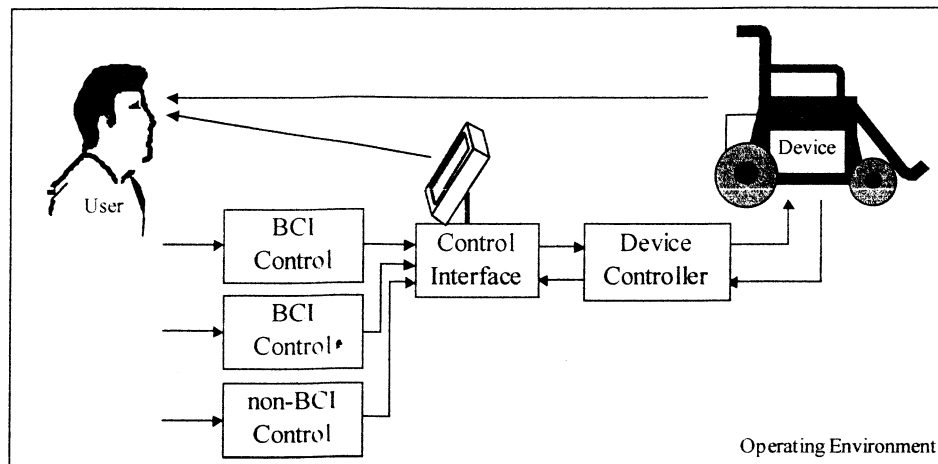 Device
User
BCI
Control
Control
Interface
Device
Controller
BCI
Control
non-BCI
Control
Operating Environment